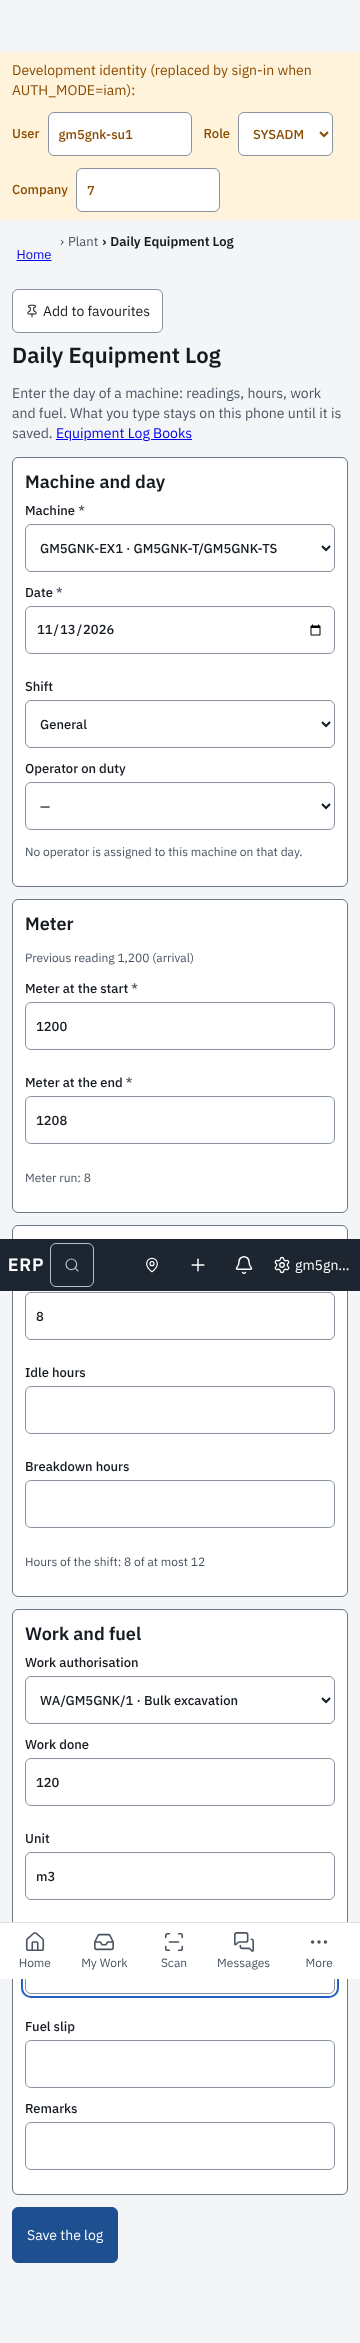 Development identity (replaced by sign-in when
AUTH_MODE=iam):
User
gm5gnk-su1
Role
SYSADM
Company
7
Home
› Plant › Daily Equipment Log
Add to favourites
Daily Equipment Log
Enter the day of a machine: readings, hours, work
and fuel. What you type stays on this phone until it is
saved. Equipment Log Books
Machine and day
Machine *
GM5GNK-EX1 · GM5GNK-T/GM5GNK-TS
Date *
11/13/2026
Shift
General
Operator on duty
—
No operator is assigned to this machine on that day.
Meter
Previous reading 1,200 (arrival)
Meter at the start *
1200
Meter at the end *
1208
Meter run: 8
ERP
gm5gn...
8
Idle hours
Breakdown hours
Hours of the shift: 8 of at most 12
Work and fuel
Work authorisation
WA/GM5GNK/1 · Bulk excavation
Work done
120
Unit
m3
Home
My Work
Scan
Messages
More
Fuel slip
Remarks
Save the log